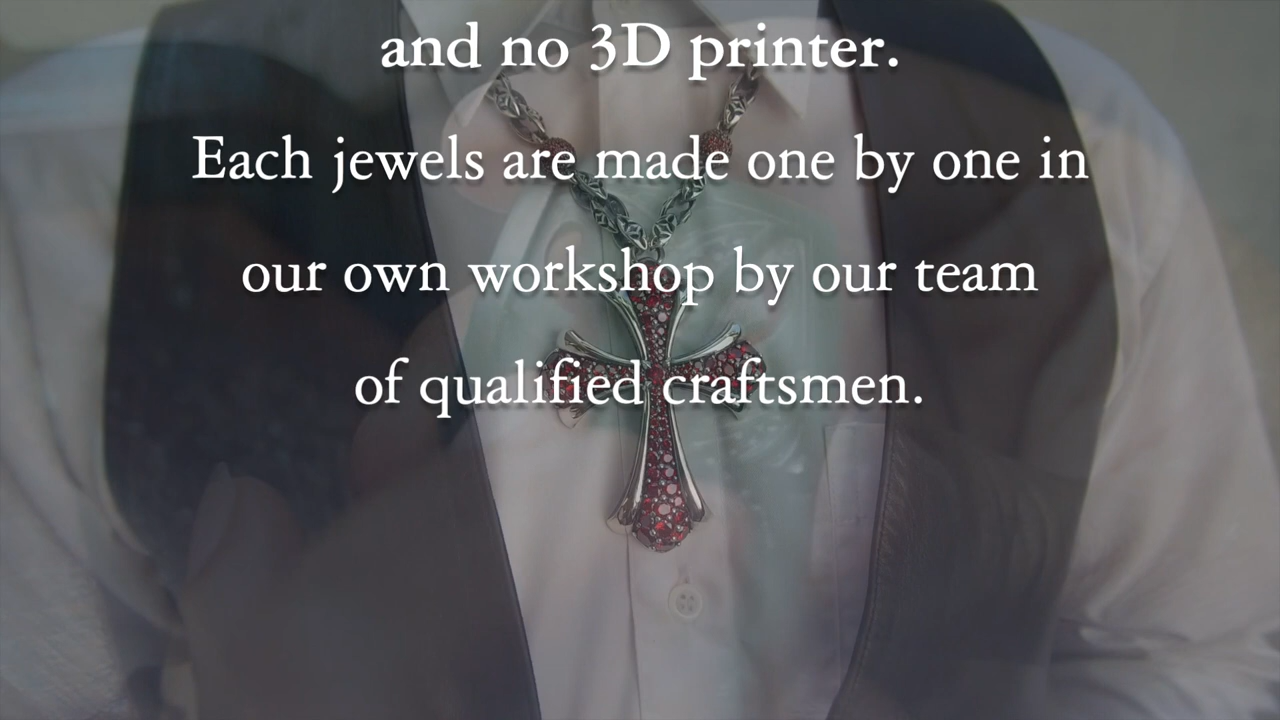 and no 3D printer.
Each jewels are made one by one in
our own workshop by our team
of qualified craftsmen.